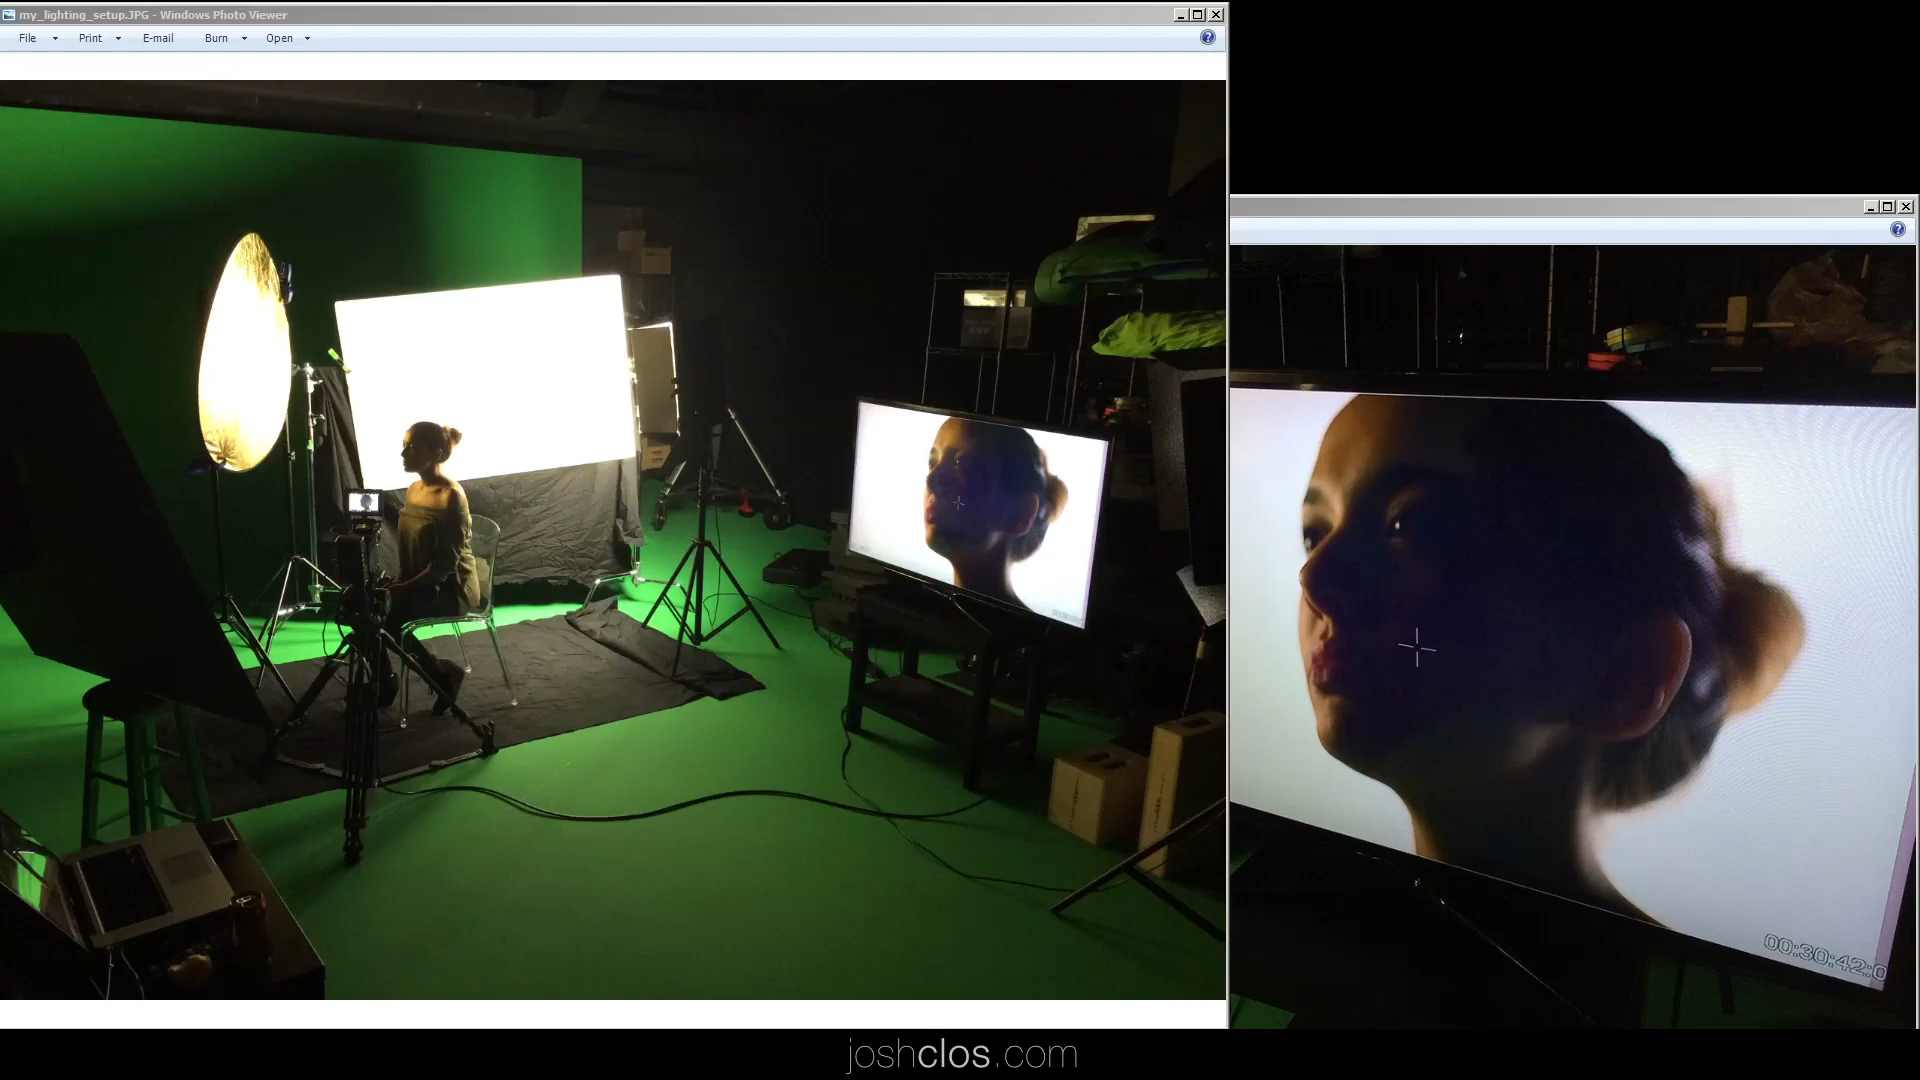 my_lighting_setup.JPG - Windows Photo Viewer
File Print E-mail Burn Open
00:30:42:0
joshclos.com